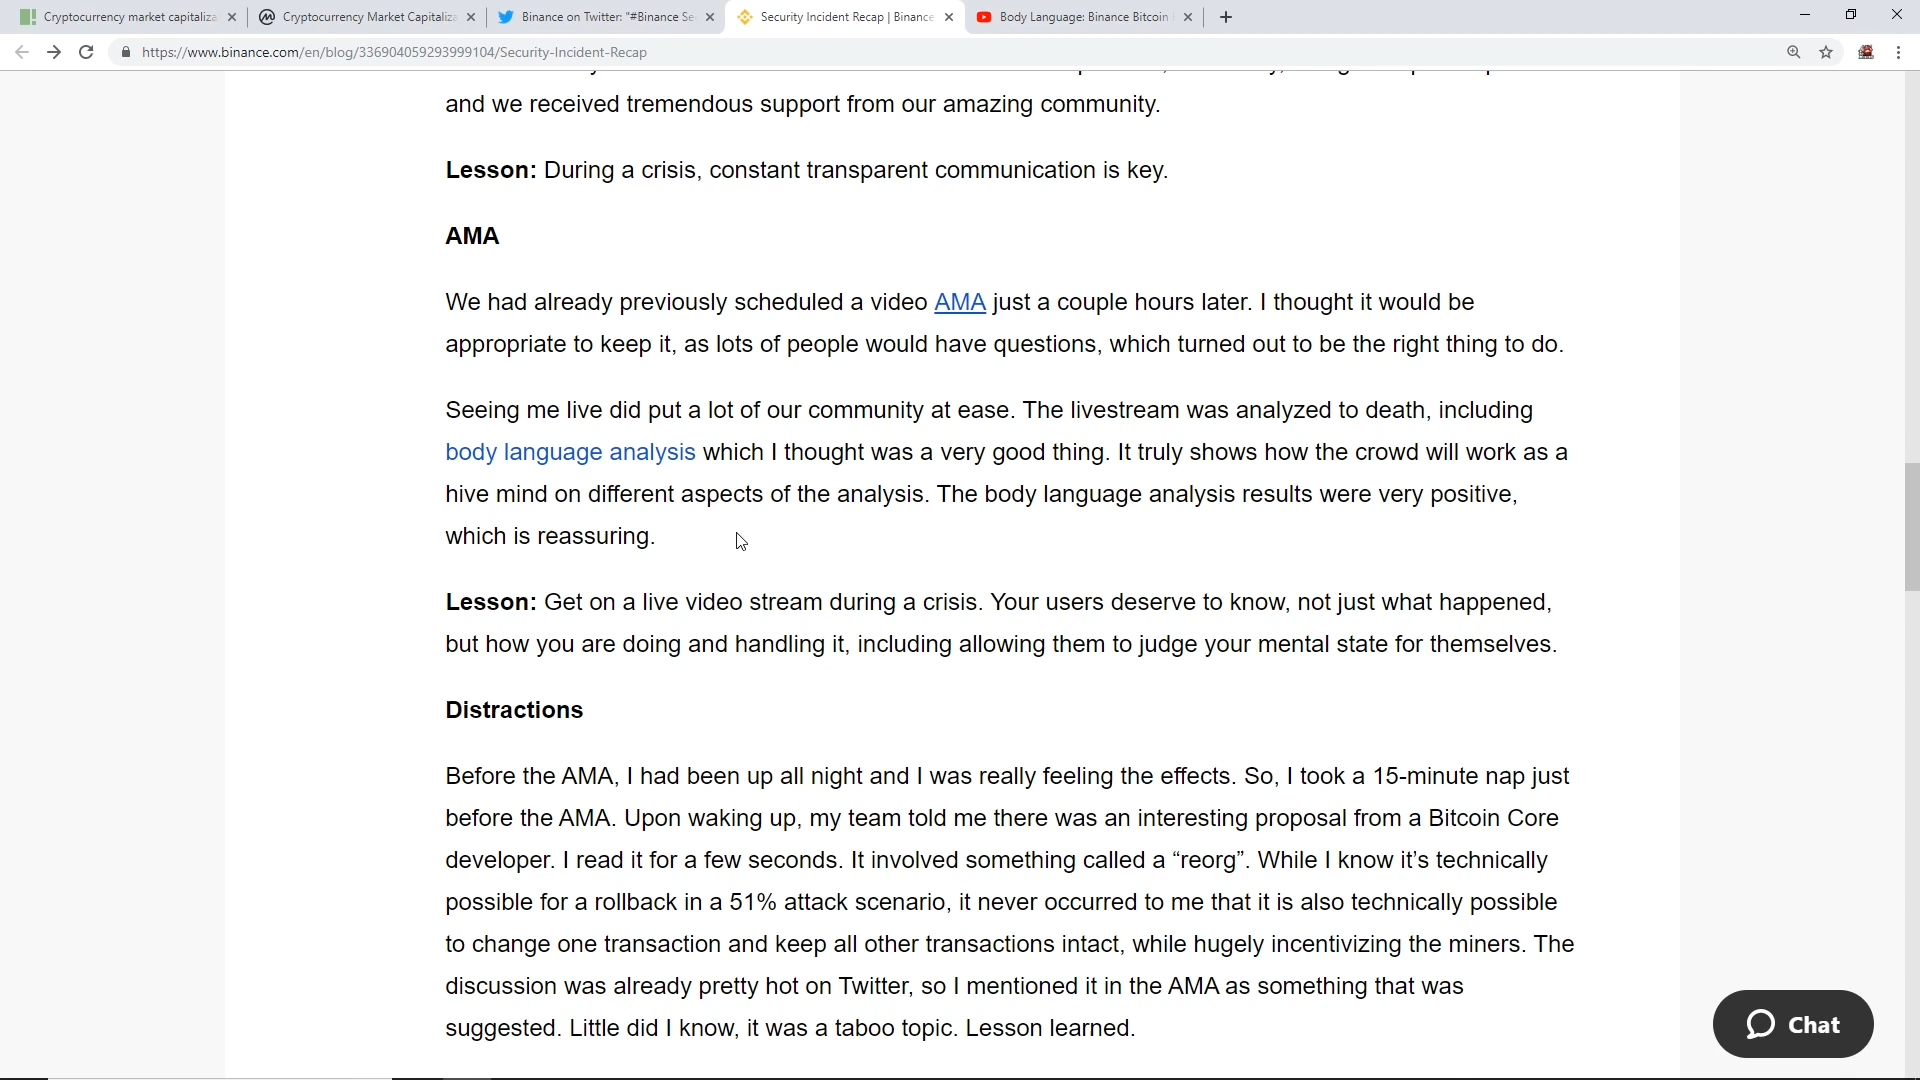 Cryptocurrency market capitaliza
Cryptocurrency Market Capitaliza
Binance on Twitter: "#Binance Se
Security Incident Recap | Binance
Body Language: Binance Bitcoin
https://www.binance.com/en/blog/336904059293999104/Security-Incident-Recap
and we received tremendous support from our amazing community.
Lesson: During a crisis, constant transparent communication is key.
AMA
We had already previously scheduled a video AMA just a couple hours later. I thought it would be
appropriate to keep it, as lots of people would have questions, which turned out to be the right thing to do.
Seeing me live did put a lot of our community at ease. The livestream was analyzed to death, including
body language analysis which I thought was a very good thing. It truly shows how the crowd will work as a
hive mind on different aspects of the analysis. The body language analysis results were very positive,
which is reassuring.
Lesson: Get on a live video stream during a crisis. Your users deserve to know, not just what happened,
but how you are doing and handling it, including allowing them to judge your mental state for themselves.
Distractions
Before the AMA, I had been up all night and I was really feeling the effects. So, I took a 15-minute nap just
before the AMA. Upon waking up, my team told me there was an interesting proposal from a Bitcoin Core
developer. I read it for a few seconds. It involved something called a “reorg”. While I know it’s technically
possible for a rollback in a 51% attack scenario, it never occurred to me that it is also technically possible
to change one transaction and keep all other transactions intact, while hugely incentivizing the miners. The
discussion was already pretty hot on Twitter, so I mentioned it in the AMA as something that was
suggested. Little did I know, it was a taboo topic. Lesson learned.
Chat